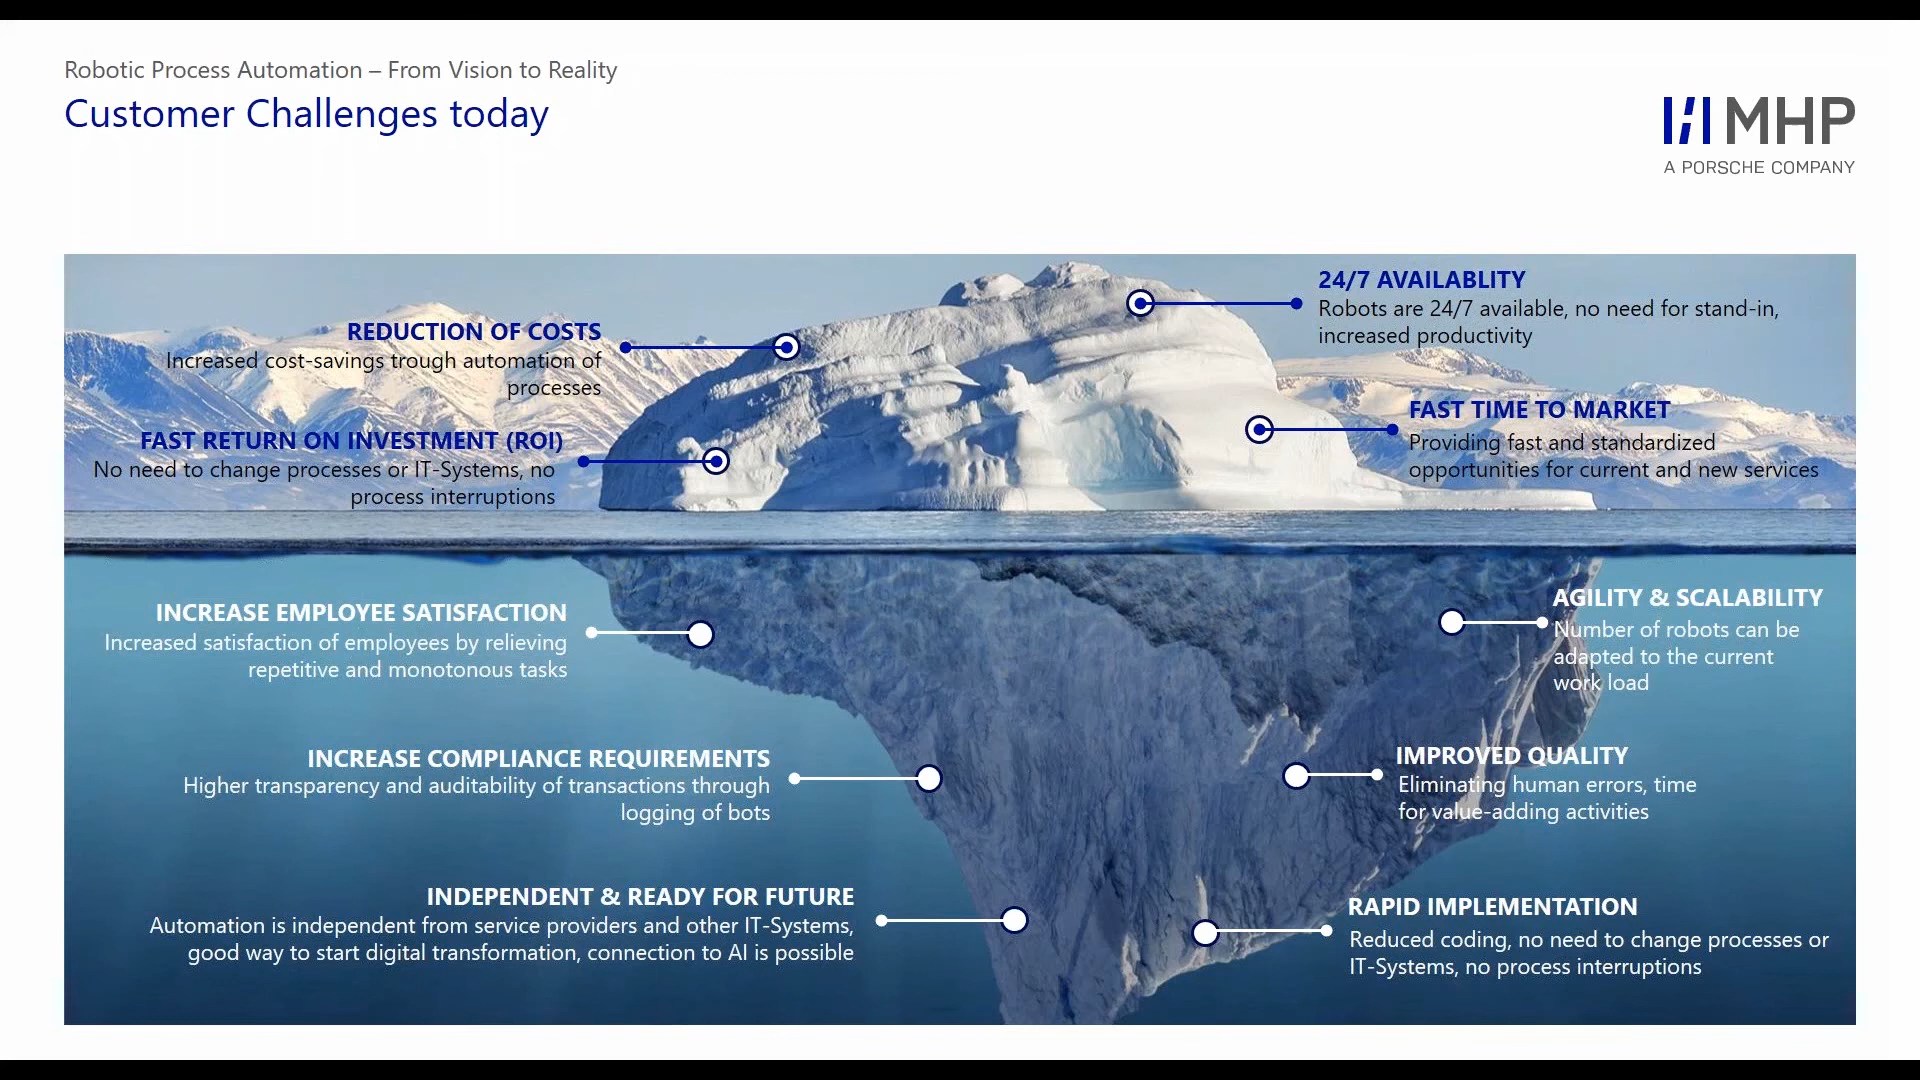 Robotic Process Automation – From Vision to Reality
Customer Challenges today
MHP
A PORSCHE COMPANY
REDUCTION OF COSTS
Increased cost-savings trough automation of
processes
FAST RETURN ON INVESTMENT (ROI)
No need to change processes or IT-Systems, no
process interruptions
24/7 AVAILABLITY
Robots are 24/7 available, no need for stand-in,
increased productivity
FAST TIME TO MARKET
Providing fast and standardized
opportunities for current and new services
INCREASE EMPLOYEE SATISFACTION
Increased satisfaction of employees by relieving
repetitive and monotonous tasks
INCREASE COMPLIANCE REQUIREMENTS
Higher transparency and auditability of transactions through
logging of bots
INDEPENDENT & READY FOR FUTURE
Automation is independent from service providers and other IT-Systems,
good way to start digital transformation, connection to AI is possible
AGILITY & SCALABILITY
Number of robots can be
adapted to the current
work load
IMPROVED QUALITY
Eliminating human errors, time
for value-adding activities
RAPID IMPLEMENTATION
Reduced coding, no need to change processes or
IT-Systems, no process interruptions